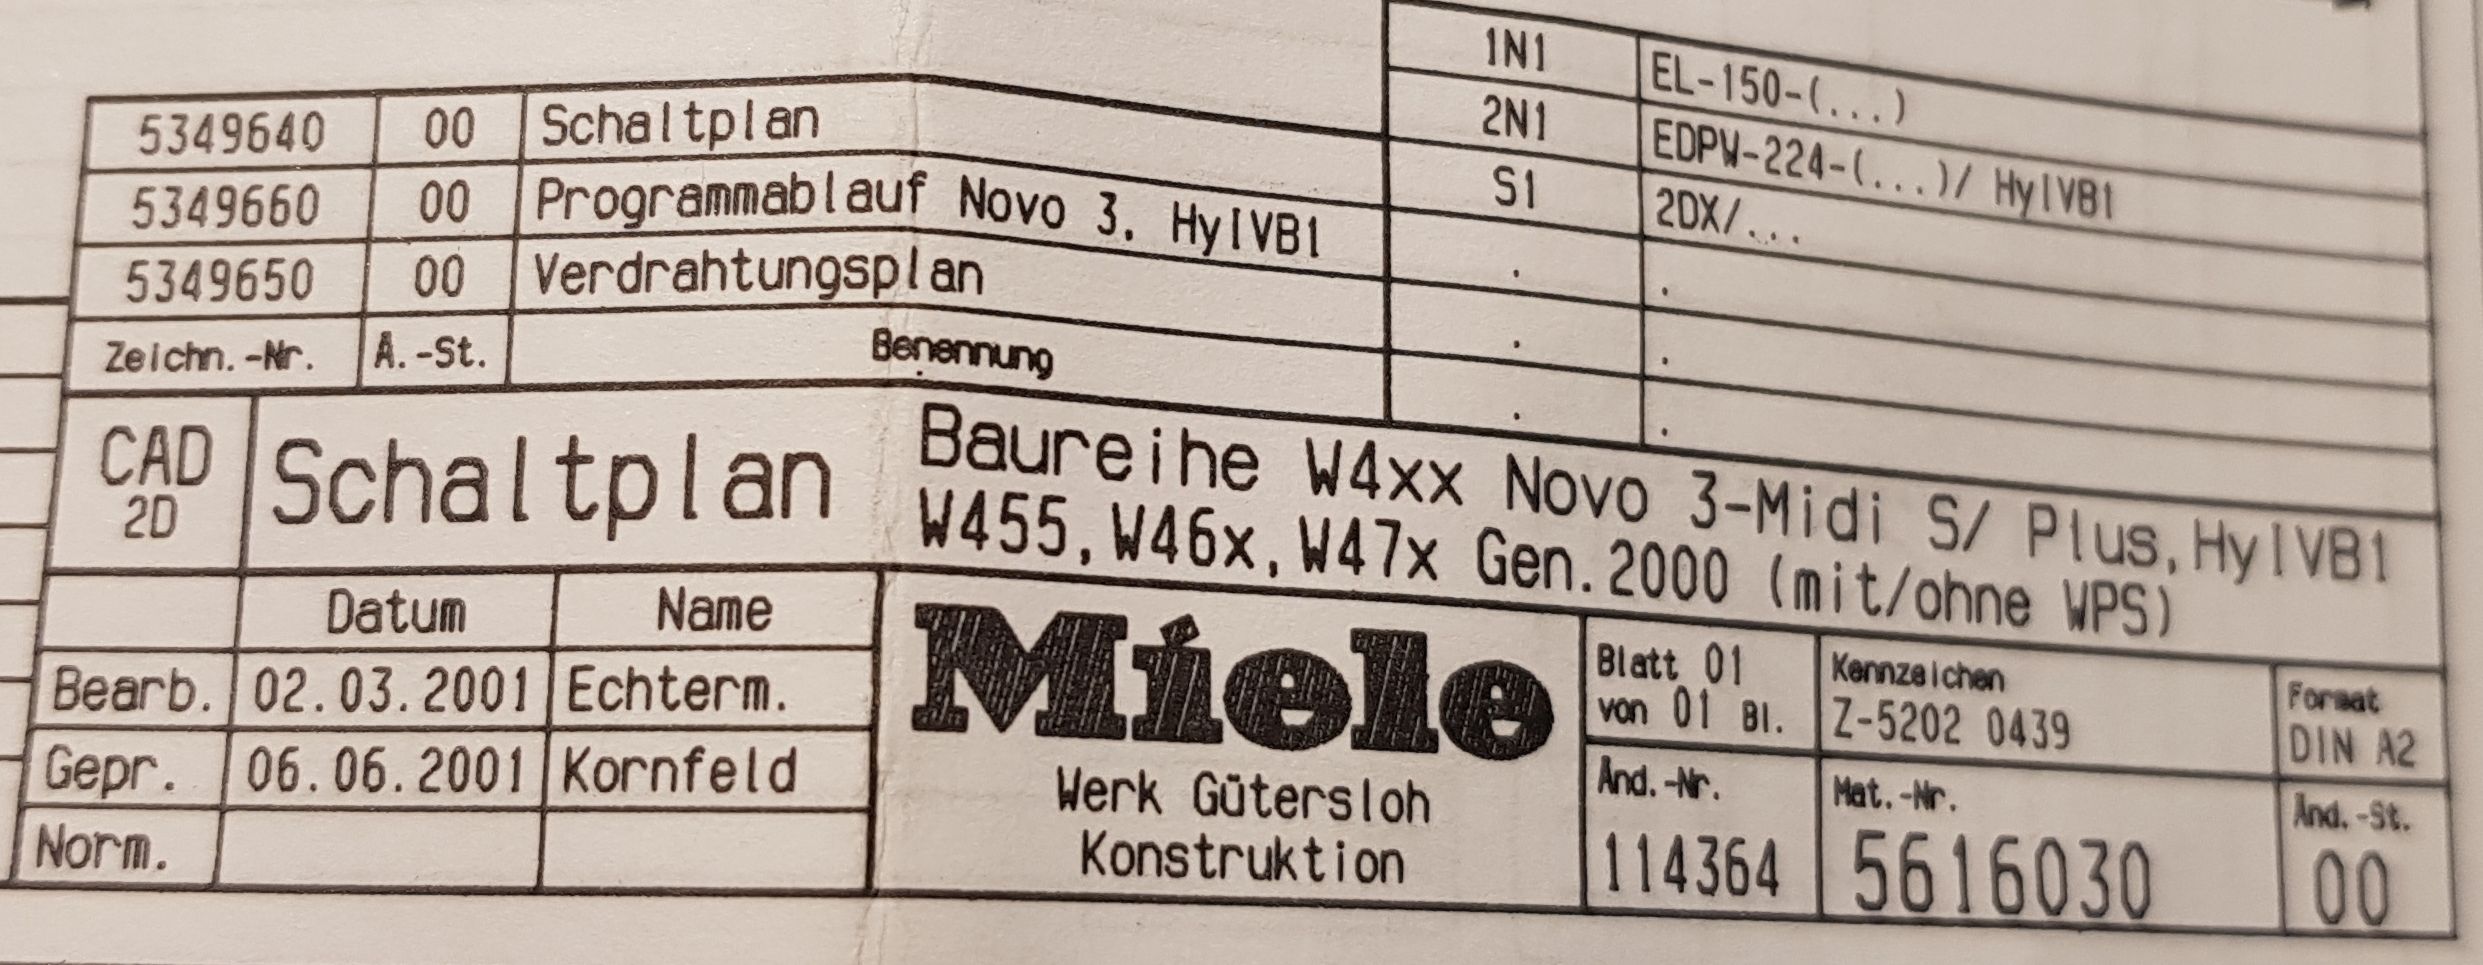 1N1 EL-150-(...)
2N1 EDPW-224-(...)/ HyIVB1
S1 2DX/...
. .
. .
. .
5349640 00 Schaltplan
5349660 00 Programmablauf Novo 3. HyIVB1
5349650 00 Verdrahtungsplan
Zeichn.-Nr. Ä.-St. Benennung
CAD
2D
Schaltplan
Baureihe W4xx Novo 3-Midi S/ Plus,HyIVB1
W455,W46x,W47x Gen.2000 (mit/ohne WPS)
Datum Name
Bearb. 02.03.2001 Echterm.
Gepr. 06.06.2001 Kornfeld
Norm.
Miele
Werk Gütersloh
Konstruktion
Blatt 01
von 01 Bl.
Kennzeichen
Z-5202 0439
Format
DIN A2
Änd.-Nr.
114364
Mat.-Nr.
5616030
Änd.-St.
00